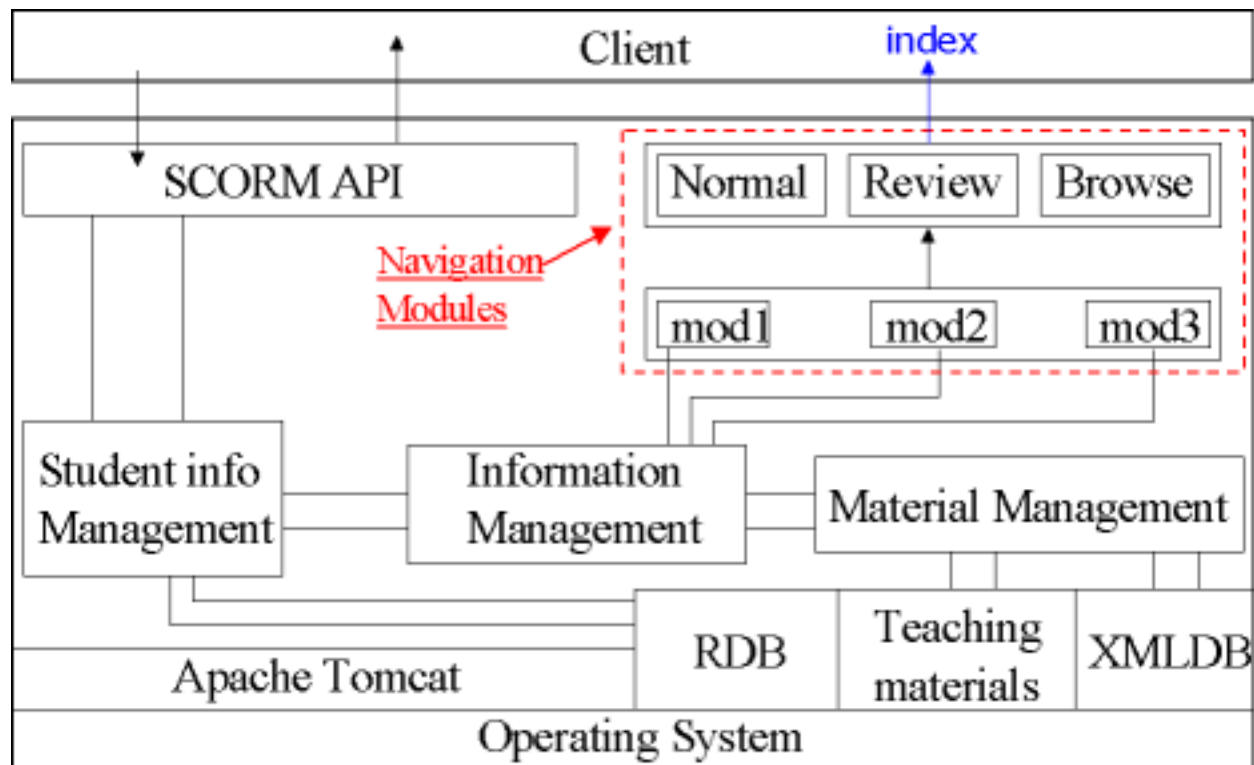 Client
index
SCORM API
Normal
Review
Browse
Navigation
Modules
mod1
mod2
mod3
Student info
Management
Information
Management
Material Management
RDB
Teaching
materials
XMLDB
Apache Tomcat
Operating System